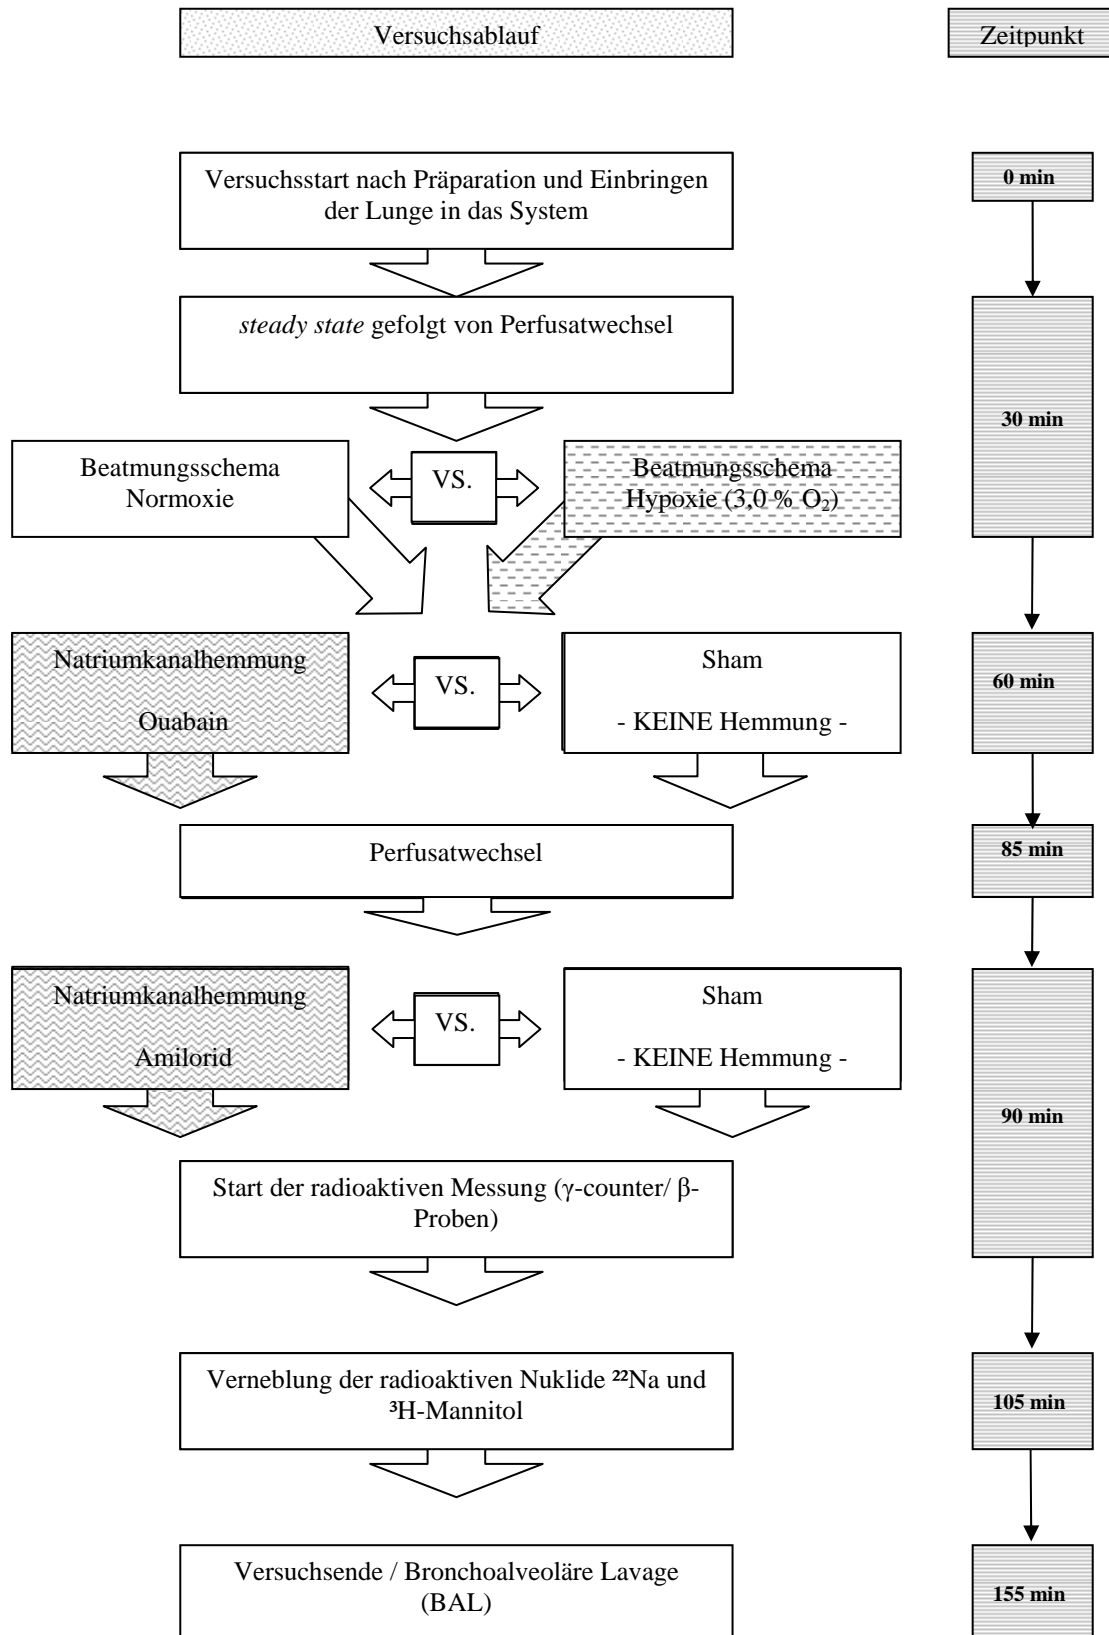 Versuchsablauf
Zeitpunkt
Versuchsstart nach Präparation und Einbringen
der Lunge in das System
0 min
steady state gefolgt von Perfusatwechsel
30 min
Beatmungsschema
Normoxie
VS.
Beatmungsschema
Hypoxie (3,0 % O₂)
Natriumkanalhemmung
Ouabain
VS.
Sham
- KEINE Hemmung -
60 min
Perfusatwechsel
85 min
Natriumkanalhemmung
Amilorid
VS.
Sham
- KEINE Hemmung -
90 min
Start der radioaktiven Messung (γ-counter/ β-
Proben)
Verneblung der radioaktiven Nuklide ²²Na und
³H-Mannitol
105 min
Versuchsende / Bronchoalveoläre Lavage
(BAL)
155 min